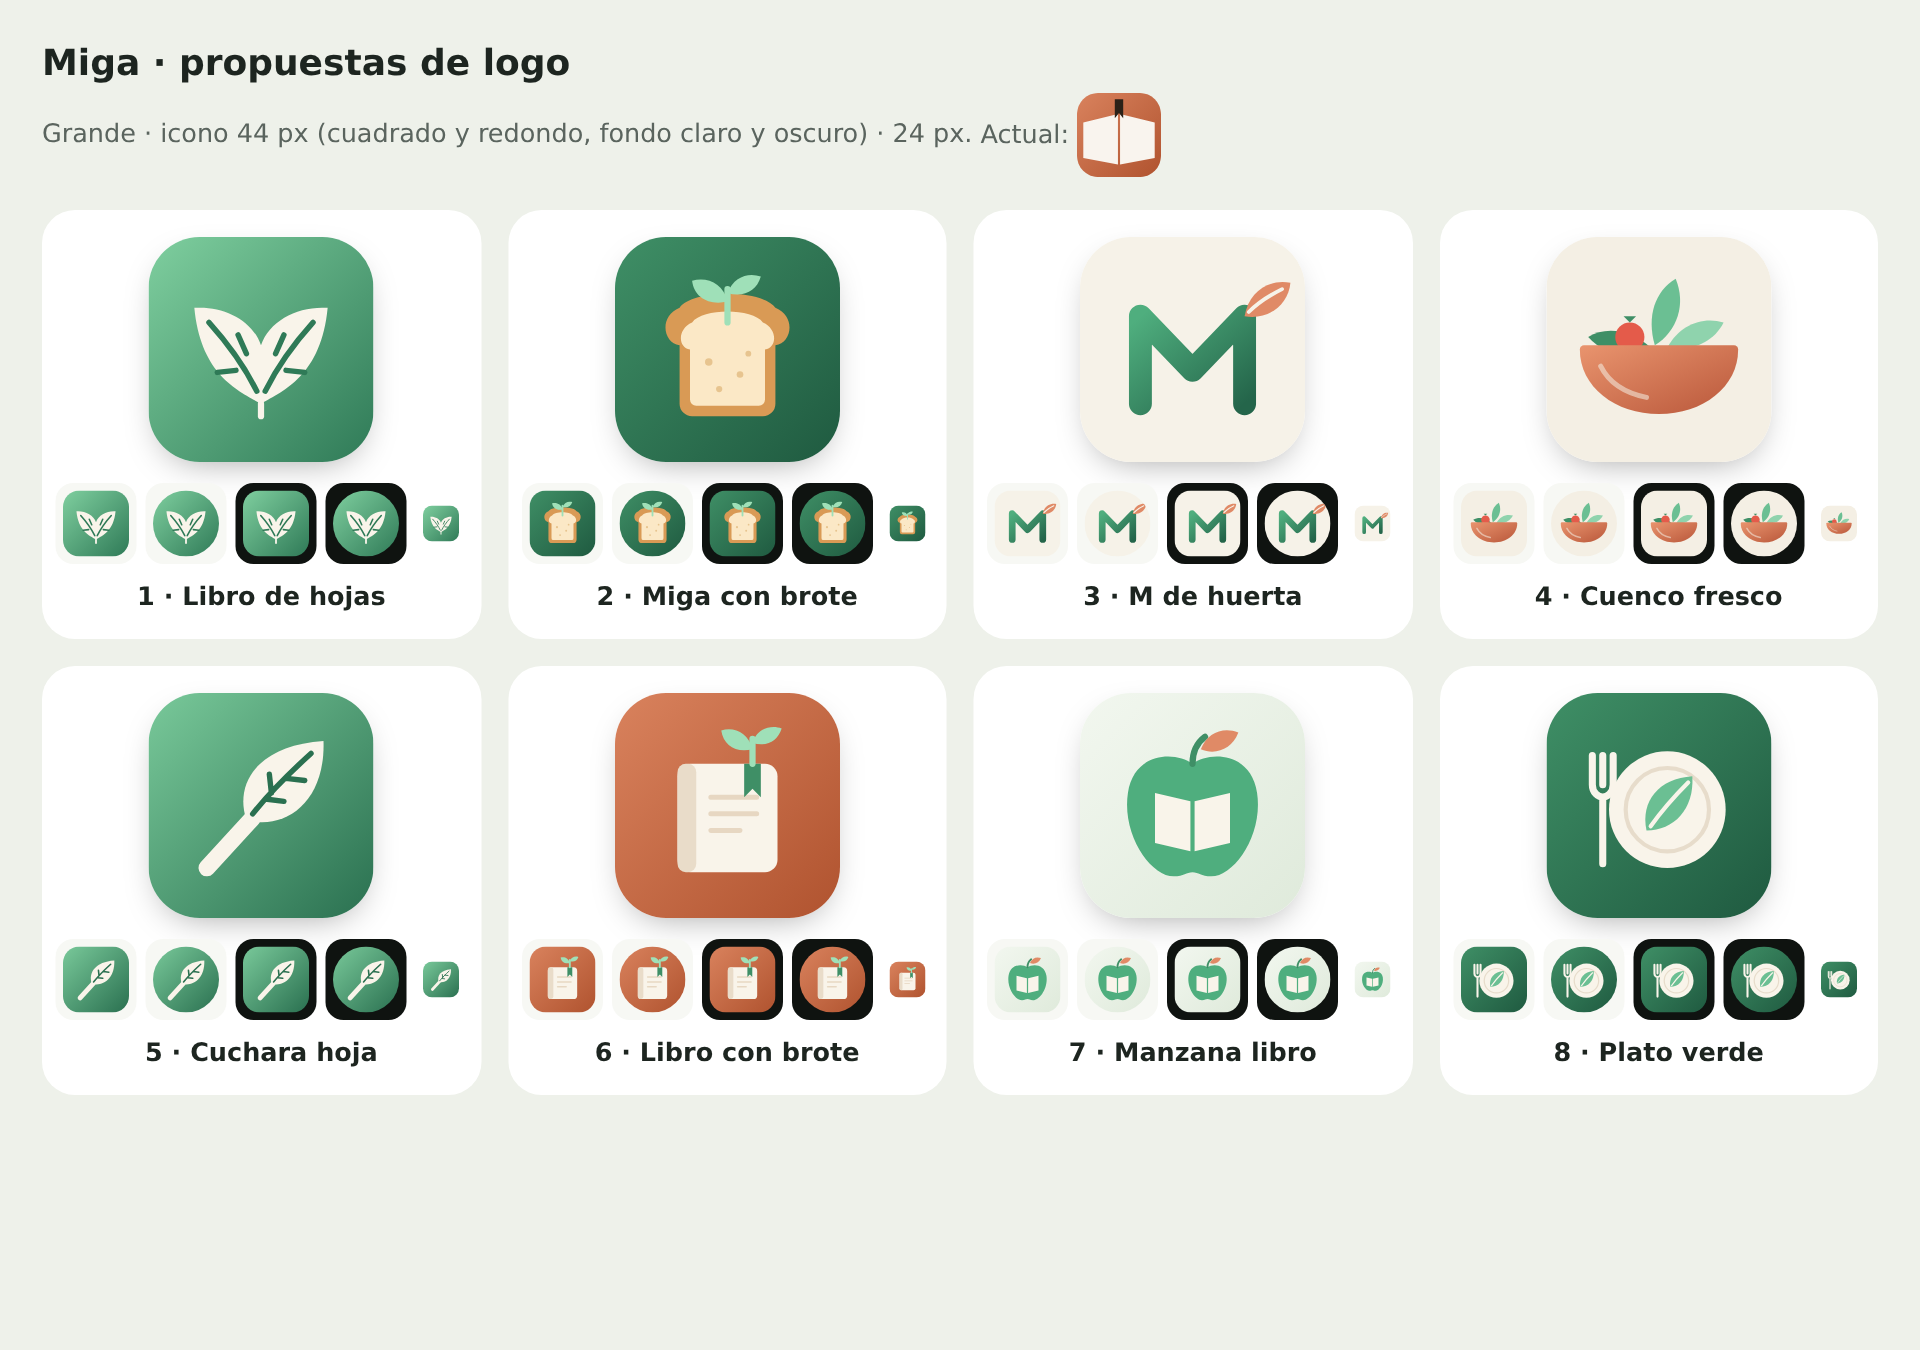 Miga · propuestas de logo
Grande · icono 44 px (cuadrado y redondo, fondo claro y oscuro) · 24 px. Actual:
1 · Libro de hojas
2 · Miga con brote
3 · M de huerta
4 · Cuenco fresco
5 · Cuchara hoja
6 · Libro con brote
7 · Manzana libro
8 · Plato verde